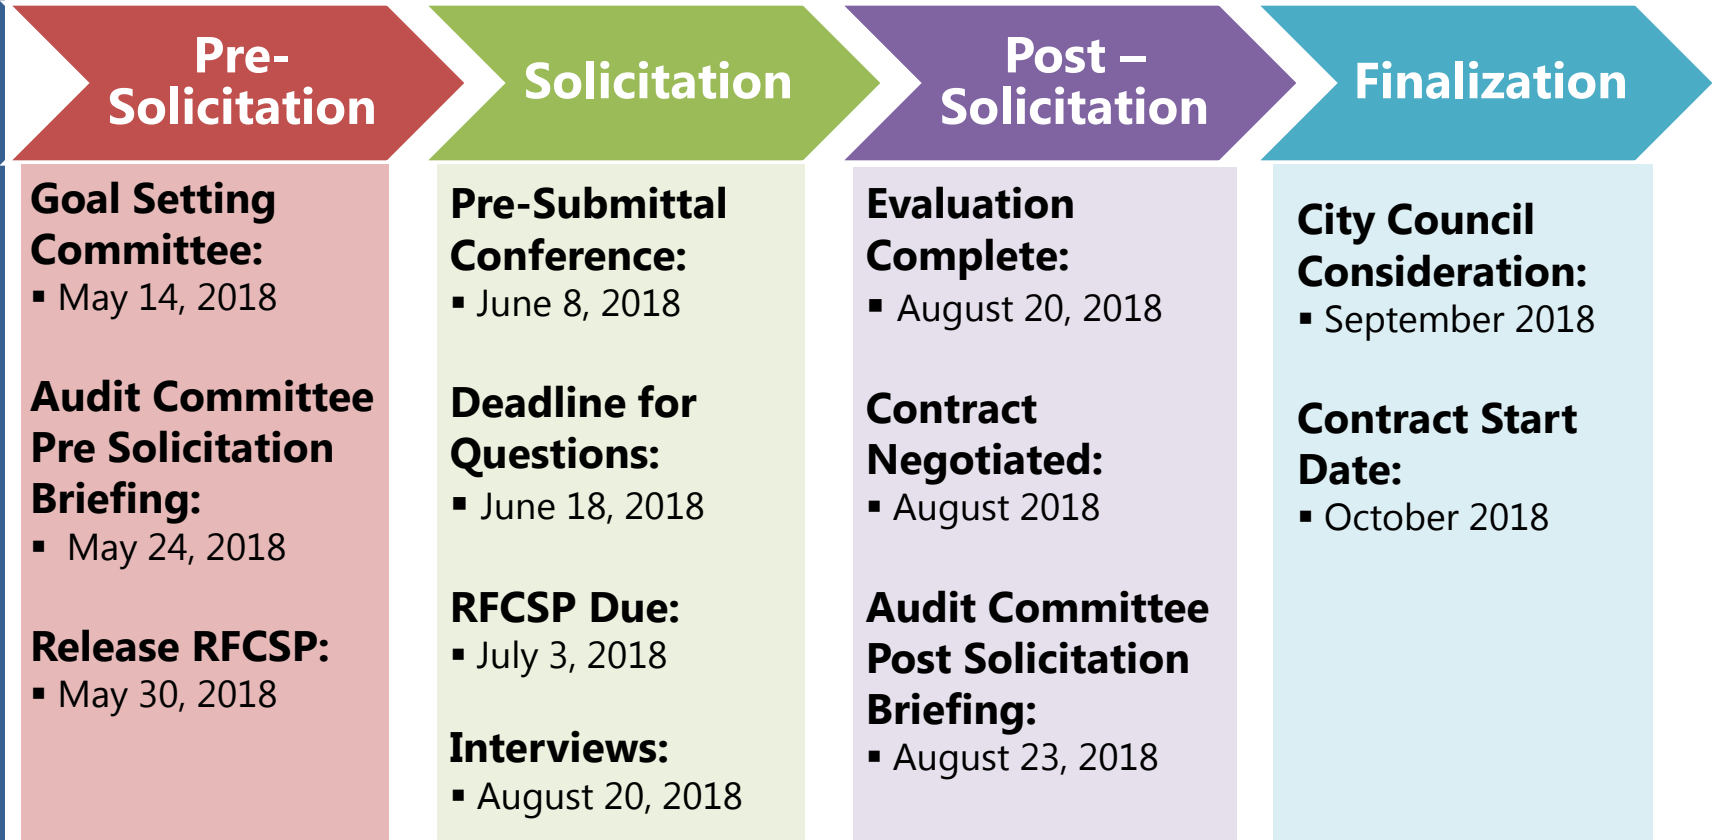 Pre-
Solicitation
Solicitation
Post –
Solicitation
Finalization
Goal Setting
Committee:
▪ May 14, 2018
Audit Committee
Pre Solicitation
Briefing:
▪ May 24, 2018
Release RFCSP:
▪ May 30, 2018
Pre-Submittal
Conference:
▪ June 8, 2018
Deadline for
Questions:
▪ June 18, 2018
RFCSP Due:
▪ July 3, 2018
Interviews:
▪ August 20, 2018
Evaluation
Complete:
▪ August 20, 2018
Contract
Negotiated:
▪ August 2018
Audit Committee
Post Solicitation
Briefing:
▪ August 23, 2018
City Council
Consideration:
▪ September 2018
Contract Start
Date:
▪ October 2018